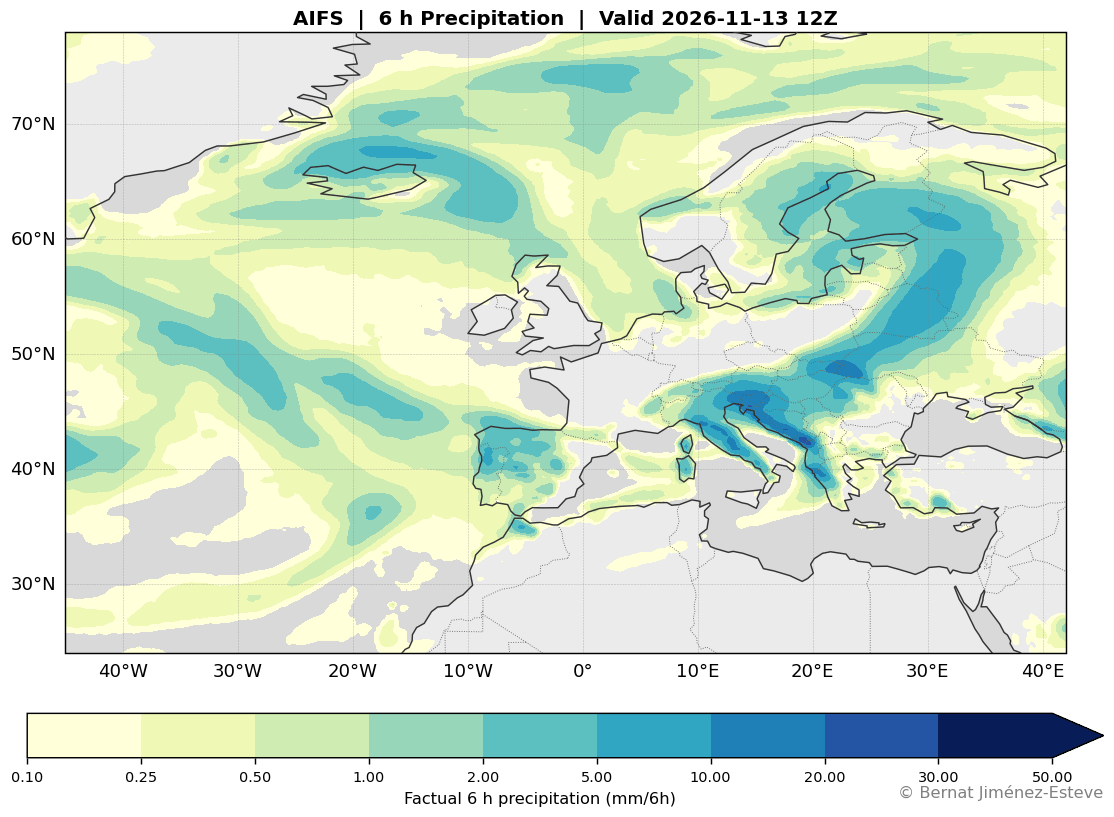 AIFS | 6 h Precipitation | Valid 2026-11-13 12Z
70°N
60°N
50°N
40°N
30°N
40°W 30°W 20°W 10°W 0° 10°E 20°E 30°E 40°E
0.10 0.25 0.50 1.00 2.00 5.00 10.00 20.00 30.00 50.00
Factual 6 h precipitation (mm/6h)
© Bernat Jiménez-Esteve